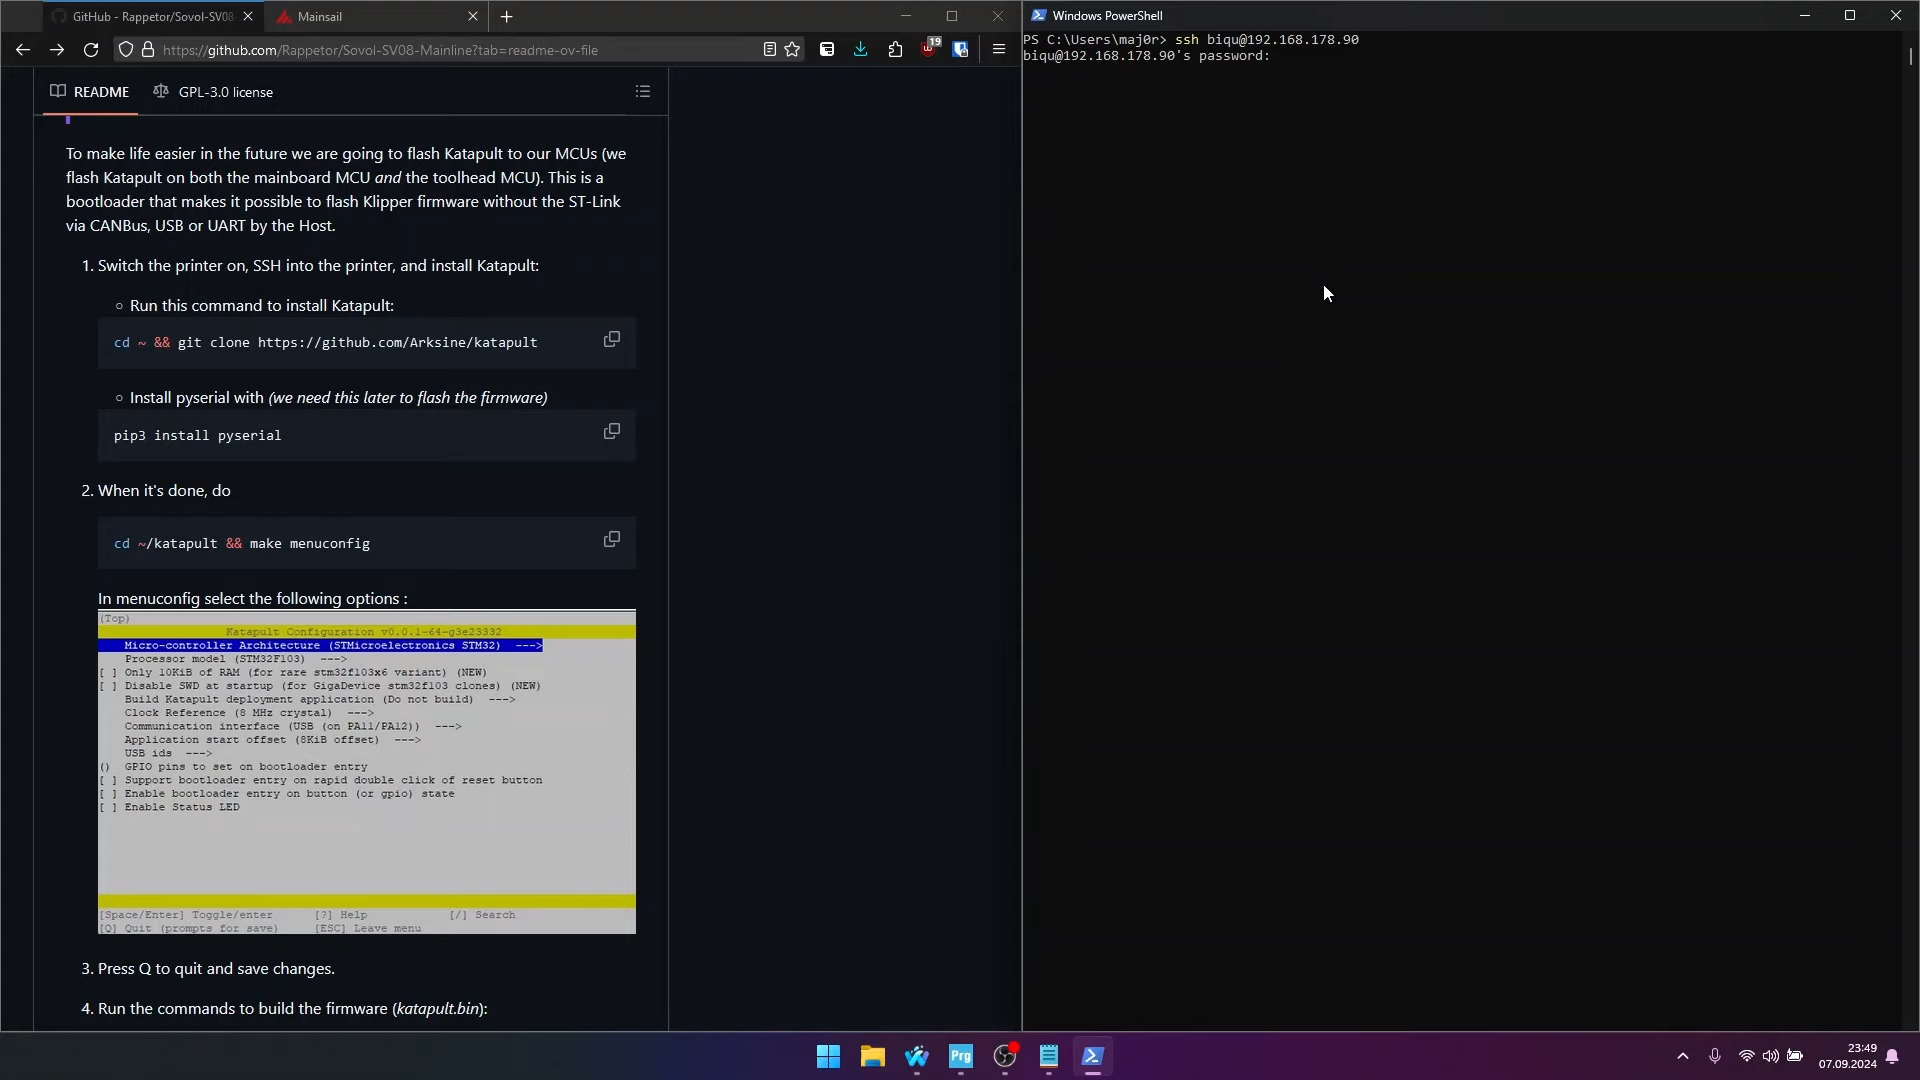 GitHub - Rappetor/Sovol-SV08-
Mainsail
https://github.com/Rappetor/Sovol-SV08-Mainline?tab=readme-ov-file
19
README
GPL-3.0 license
To make life easier in the future we are going to flash Katapult to our MCUs (we
flash Katapult on both the mainboard MCU and the toolhead MCU). This is a
bootloader that makes it possible to flash Klipper firmware without the ST-Link
via CANBus, USB or UART by the Host.
1. Switch the printer on, SSH into the printer, and install Katapult:
Run this command to install Katapult:
cd ~ && git clone https://github.com/Arksine/katapult
Install pyserial with (we need this later to flash the firmware)
pip3 install pyserial
2. When it's done, do
cd ~/katapult && make menuconfig
In menuconfig select the following options :
(Top)
Katapult Configuration v0.0.1-64-g3e23332
Micro-controller Architecture (STMicroelectronics STM32) --->
Processor model (STM32F103) --->
[ ] Only 10KiB of RAM (for rare stm32f103x6 variant) (NEW)
[ ] Disable SWD at startup (for GigaDevice stm32f103 clones) (NEW)
Build Katapult deployment application (Do not build) --->
Clock Reference (8 MHz crystal) --->
Communication interface (USB (on PA11/PA12)) --->
Application start offset (8KiB offset) --->
USB ids --->
() GPIO pins to set on bootloader entry
[ ] Support bootloader entry on rapid double click of reset button
[ ] Enable bootloader entry on button (or gpio) state
[ ] Enable Status LED
[Space/Enter] Toggle/enter [?] Help [/] Search
[Q] Quit (prompts for save) [ESC] Leave menu
3. Press Q to quit and save changes.
4. Run the commands to build the firmware (katapult.bin):
Windows PowerShell
PS C:\Users\maj0r> ssh biqu@192.168.178.90
biqu@192.168.178.90's password:
Prg
23:49
07.09.2024